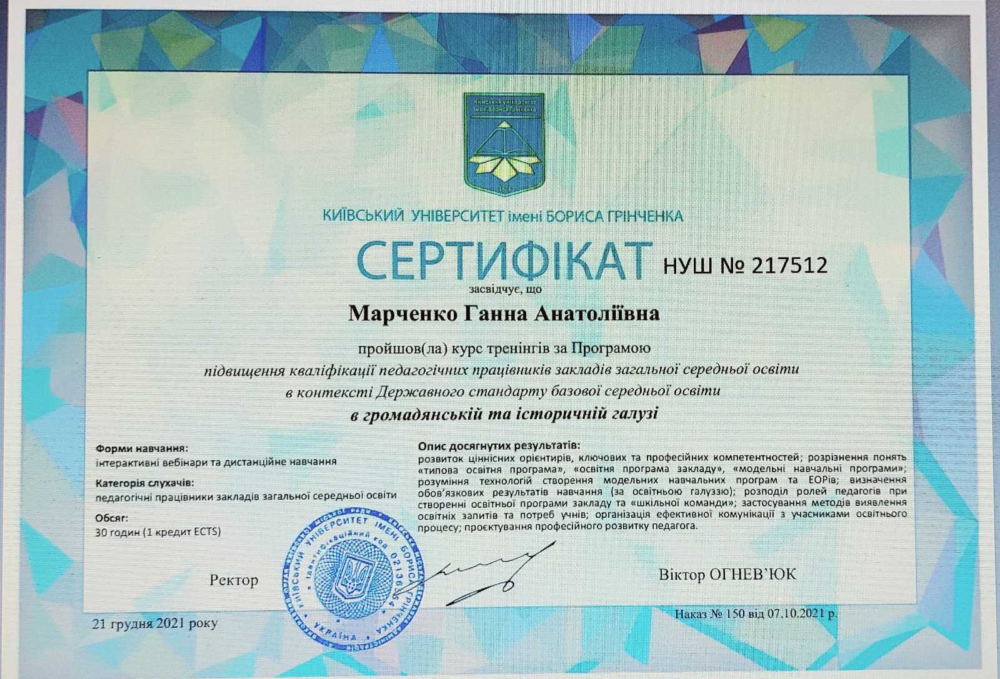 Київський університет
імені Бориса Грінченка
КИЇВСЬКИЙ УНІВЕРСИТЕТ імені БОРИСА ГРІНЧЕНКА
СЕРТИФІКАТ НУШ № 217512
засвідчує, що
Марченко Ганна Анатоліївна
пройшов(ла) курс тренінгів за Програмою
підвищення кваліфікації педагогічних працівників закладів загальної середньої освіти
в контексті Державного стандарту базової середньої освіти
в громадянській та історичній галузі
Форми навчання:
інтерактивні вебінари та дистанційне навчання
Категорія слухачів:
педагогічні працівники закладів загальної середньої освіти
Обсяг:
30 годин (1 кредит ECTS)
Опис досягнутих результатів:
розвиток ціннісних орієнтирів, ключових та професійних компетентностей; розрізнення понять
«типова освітня програма», «освітня програма закладу», «модельні навчальні програми»;
розуміння технологій створення модельних навчальних програм та ЕОРів; визначення
обов’язкових результатів навчання (за освітньою галуззю); розподіл ролей педагогів при
створенні освітньої програми закладу та «шкільної команди»; застосування методів виявлення
освітніх запитів та потреб учнів; організація ефективної комунікації з учасниками освітнього
процесу; проєктування професійного розвитку педагога.
Ректор
КИЇВСЬКИЙ УНІВЕРСИТЕТ ІМЕНІ БОРИСА ГРІНЧЕНКА
УКРАЇНА
Ідентифікаційний код
Віктор ОГНЕВ’ЮК
21 грудня 2021 року
Наказ № 150 від 07.10.2021 р.